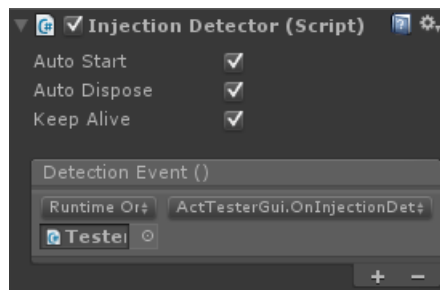 Injection Detector (Script)
Auto Start
Auto Dispose
Keep Alive
Detection Event ()
Runtime Or ActTesterGui.OnInjectionDet
Tester
+ −